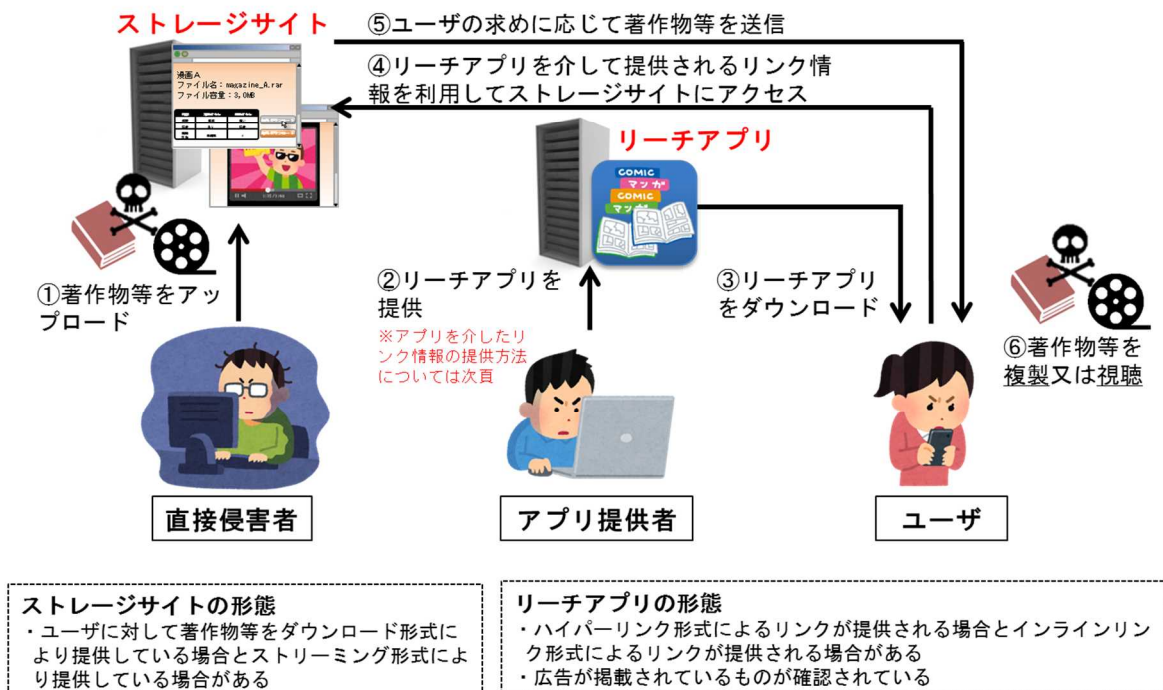 ストレージサイト
⑤ユーザの求めに応じて著作物等を送信
④リーチアプリを介して提供されるリンク情
報を利用してストレージサイトにアクセス
漫画A
ファイル名：magazine_A.rar
ファイル容量：3,0MB
リーチアプリ
COMIC
マンガ
COMIC
マンガ
①著作物等をアッ
プロード
②リーチアプリを
提供
※アプリを介したリ
ンク情報の提供方法
については次頁
③リーチアプリ
をダウンロード
⑥著作物等を
複製又は視聴
直接侵害者
アプリ提供者
ユーザ
ストレージサイトの形態
・ユーザに対して著作物等をダウンロード形式に
より提供している場合とストリーミング形式によ
り提供している場合がある
リーチアプリの形態
・ハイパーリンク形式によるリンクが提供される場合とインラインリン
ク形式によるリンクが提供される場合がある
・広告が掲載されているものが確認されている